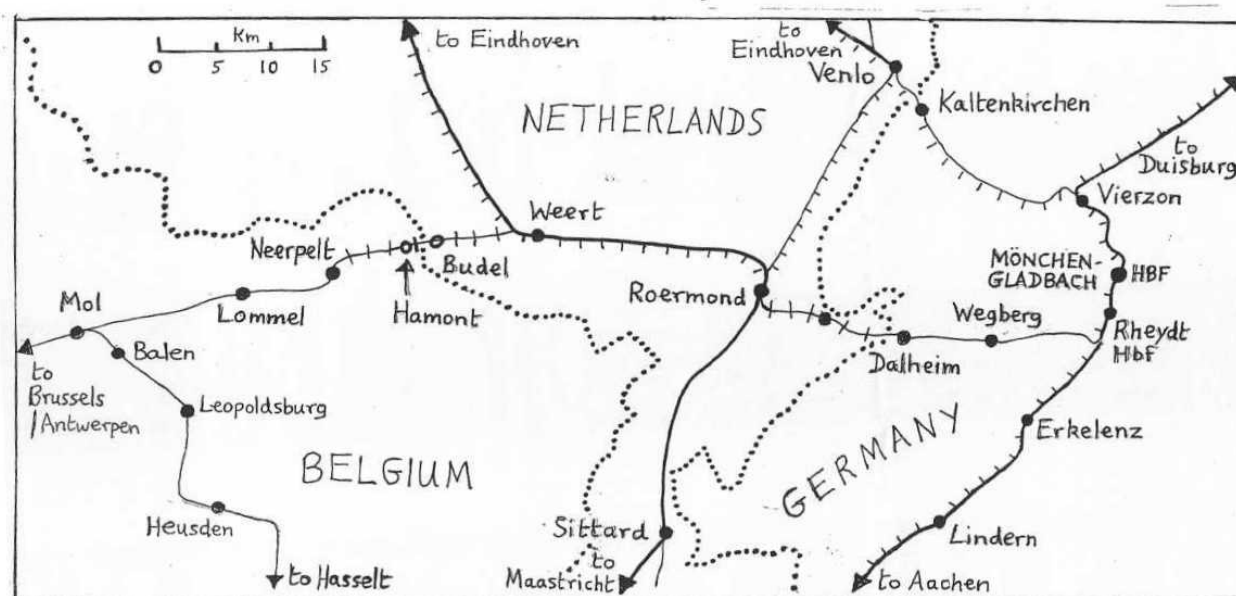 Km
0 5 10 15
to Eindhoven
to
Eindhoven
Venlo
Kaltenkirchen
NETHERLANDS
to
Duisburg
Vierzon
Weert
Neerpelt
Budel
Hamont
MÖNCHEN-
GLADBACH
HBF
Roermond
Mol
Lommel
Wegberg
Rheydt
Hbf
Dalheim
Balen
to
Brussels
/Antwerpen
Leopoldsburg
Erkelenz
BELGIUM
GERMANY
Heusden
Sittard
Lindern
to
Maastricht
to Hasselt
to Aachen